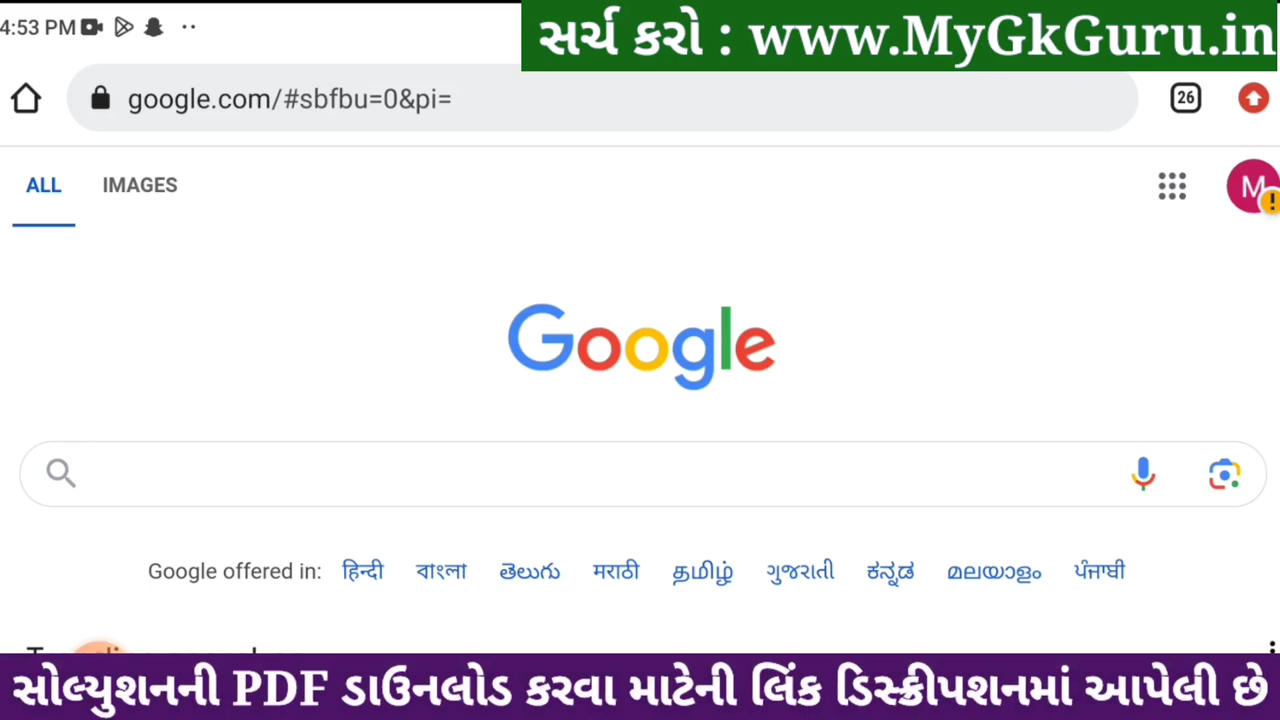 4:53 PM
સર્ચ કરો : www.MyGkGuru.in
google.com/#sbfbu=0&pi=
26
ALL IMAGES
M
Google
Google offered in: हिन्दी বাংলা తెలుగు मराठी தமிழ் ગુજરાતી ಕನ್ನಡ മലയാളം ਪੰਜਾਬੀ
સોલ્યુશનની PDF ડાઉનલોડ કરવા માટેની લિંક ડિસ્ક્રીપશનમાં આપેલી છે